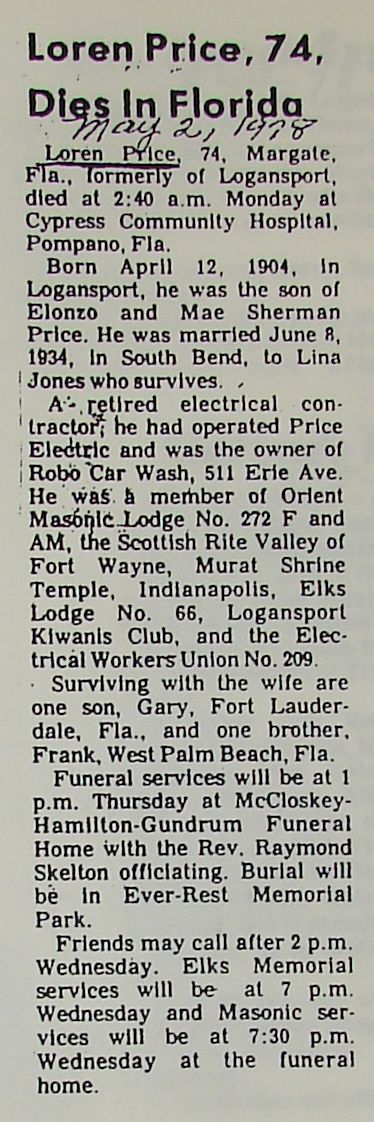 Loren Price, 74,
Dies In Florida
May 2, 1978
Loren Price, 74, Margate,
Fla., formerly of Logansport,
died at 2:40 a.m. Monday at
Cypress Community Hospital,
Pompano, Fla.
Born April 12, 1904, in
Logansport, he was the son of
Elonzo and Mae Sherman
Price. He was married June 8,
1934, in South Bend, to Lina
Jones who survives.
A retired electrical con-
tractor, he had operated Price
Electric and was the owner of
Robo Car Wash, 511 Erie Ave.
He was a member of Orient
Masonic Lodge No. 272 F and
AM, the Scottish Rite Valley of
Fort Wayne, Murat Shrine
Temple, Indianapolis, Elks
Lodge No. 66, Logansport
Kiwanis Club, and the Elec-
trical Workers Union No. 209.
Surviving with the wife are
one son, Gary, Fort Lauder-
dale, Fla., and one brother,
Frank, West Palm Beach, Fla.
Funeral services will be at 1
p.m. Thursday at McCloskey-
Hamilton-Gundrum Funeral
Home with the Rev. Raymond
Skelton officiating. Burial will
be in Ever-Rest Memorial
Park.
Friends may call after 2 p.m.
Wednesday. Elks Memorial
services will be at 7 p.m.
Wednesday and Masonic ser-
vices will be at 7:30 p.m.
Wednesday at the funeral
home.